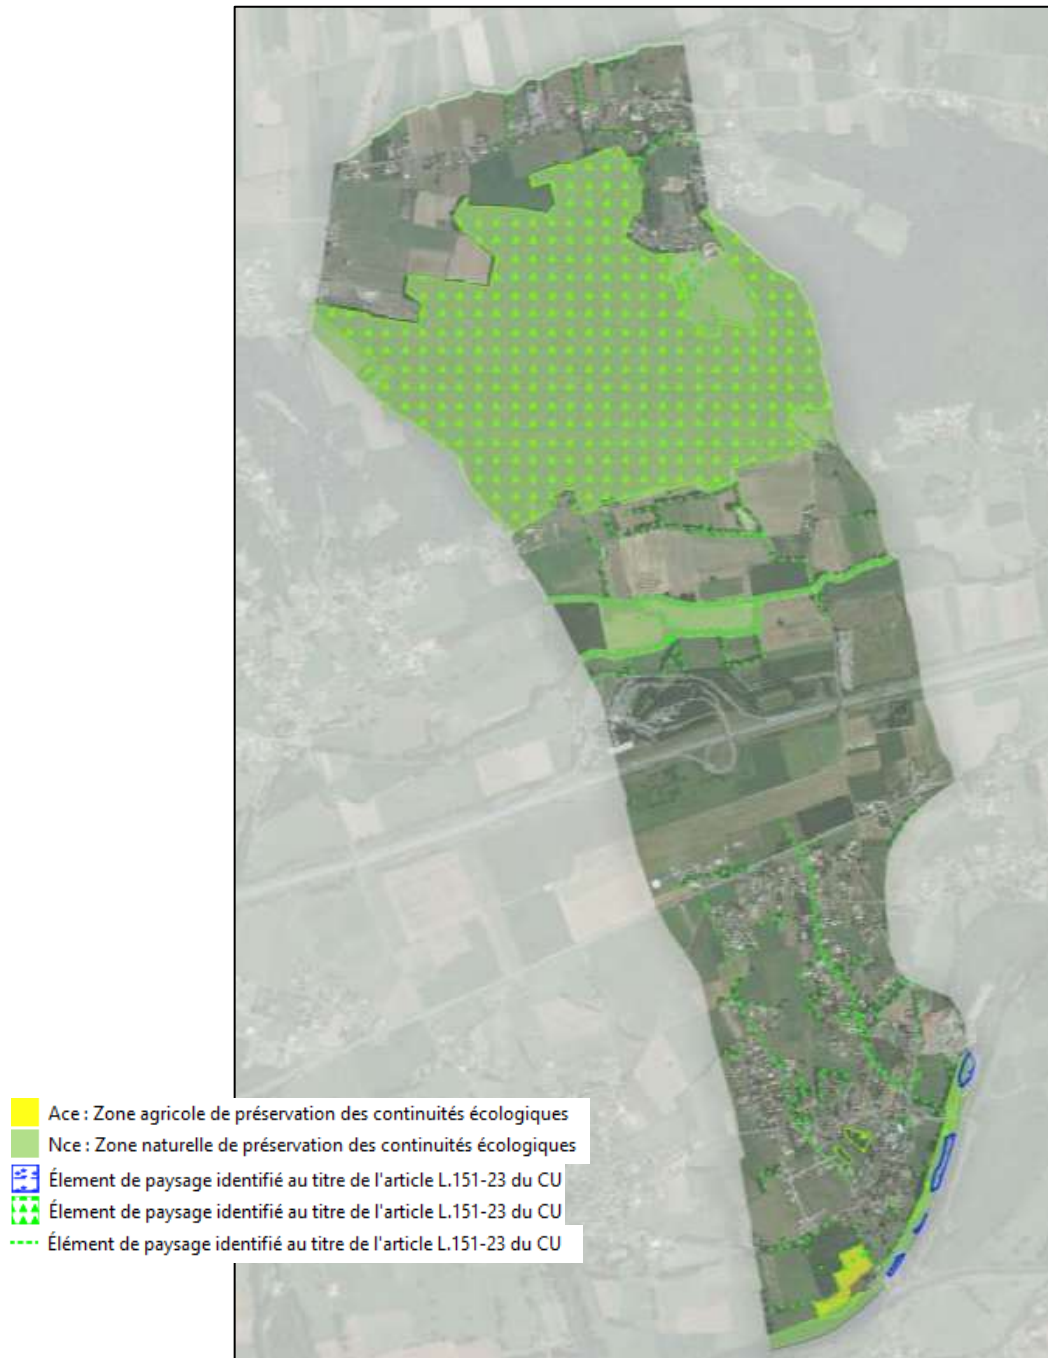 Ace : Zone agricole de préservation des continuités écologiques
Nce : Zone naturelle de préservation des continuités écologiques
Élement de paysage identifié au titre de l'article L.151-23 du CU
Élement de paysage identifié au titre de l'article L.151-23 du CU
Élément de paysage identifié au titre de l'article L.151-23 du CU